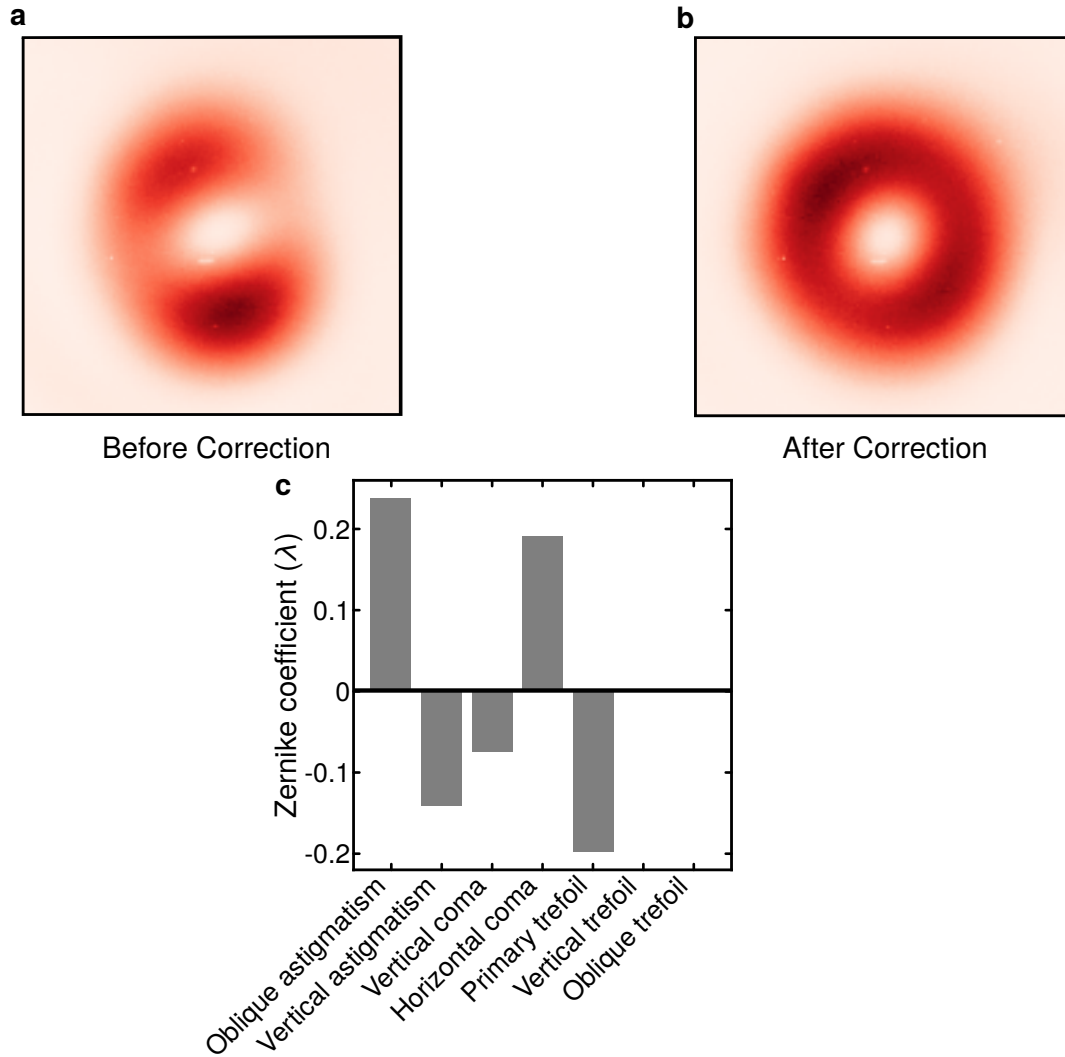 a
b
Before Correction
After Correction
c
Zernike coefficient (λ)
0.2
0.1
0
-0.1
-0.2
Oblique astigmatism
Vertical astigmatism
Vertical coma
Horizontal coma
Primary trefoil
Vertical trefoil
Oblique trefoil